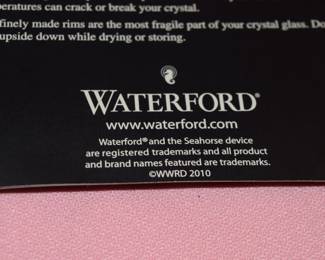 peratures can crack or break your crystal.
finely made rims are the most fragile part of your crystal glass. Do
upside down while drying or storing.
WATERFORD®
www.waterford.com
Waterford® and the Seahorse device
are registered trademarks and all product
and brand names featured are trademarks.
©WWRD 2010